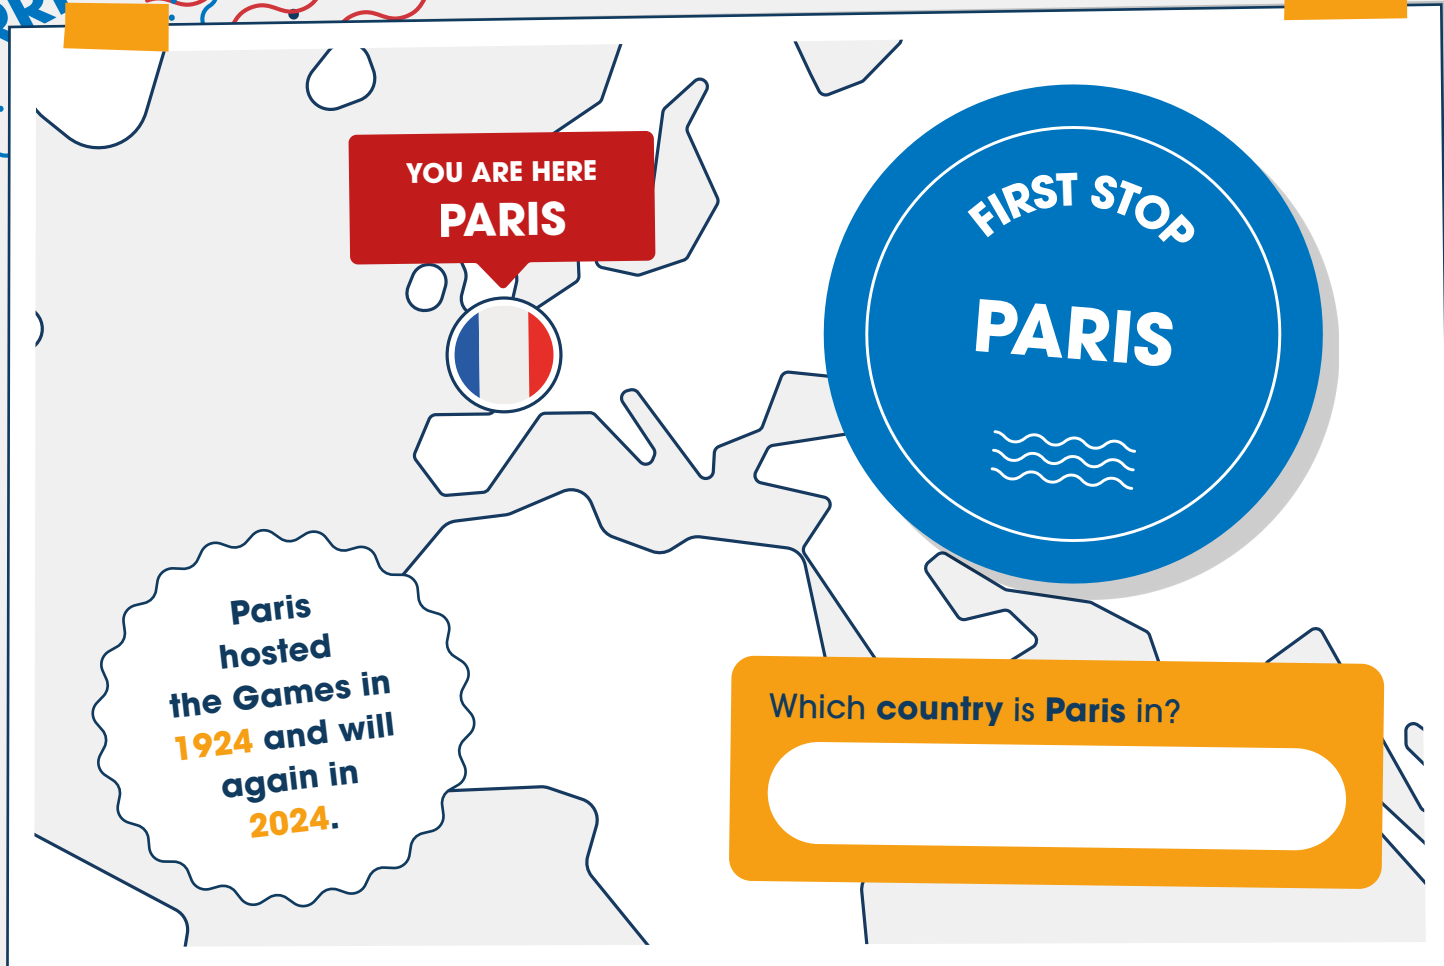 YOU ARE HERE
PARIS
FIRST STOP
PARIS
Paris
hosted
the Games in
1924 and will
again in
2024.
Which country is Paris in?